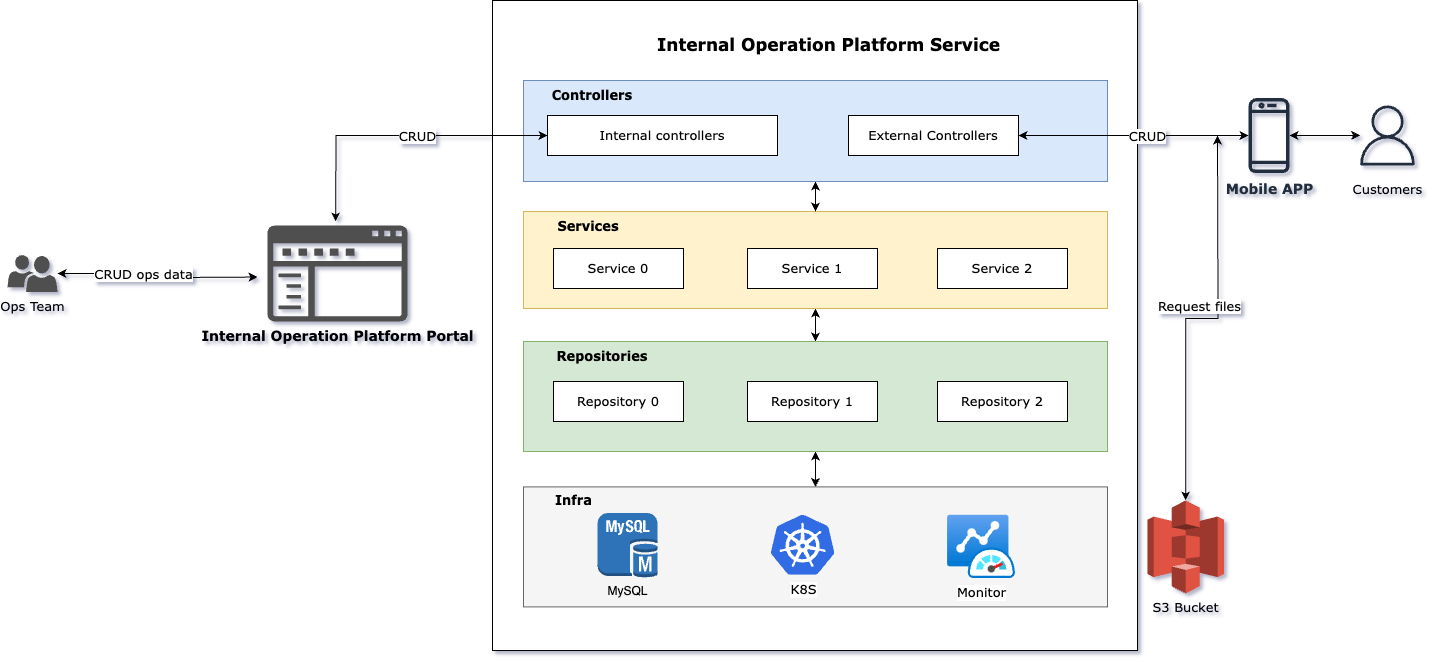 Internal Operation Platform Service
Controllers
Internal controllers
External Controllers
CRUD
CRUD
Mobile APP
Customers
Services
Service 0
Service 1
Service 2
CRUD ops data
Ops Team
Internal Operation Platform Portal
Request files
Repositories
Repository 0
Repository 1
Repository 2
Infra
MySQL
M
MySQL
K8S
Monitor
S3 Bucket